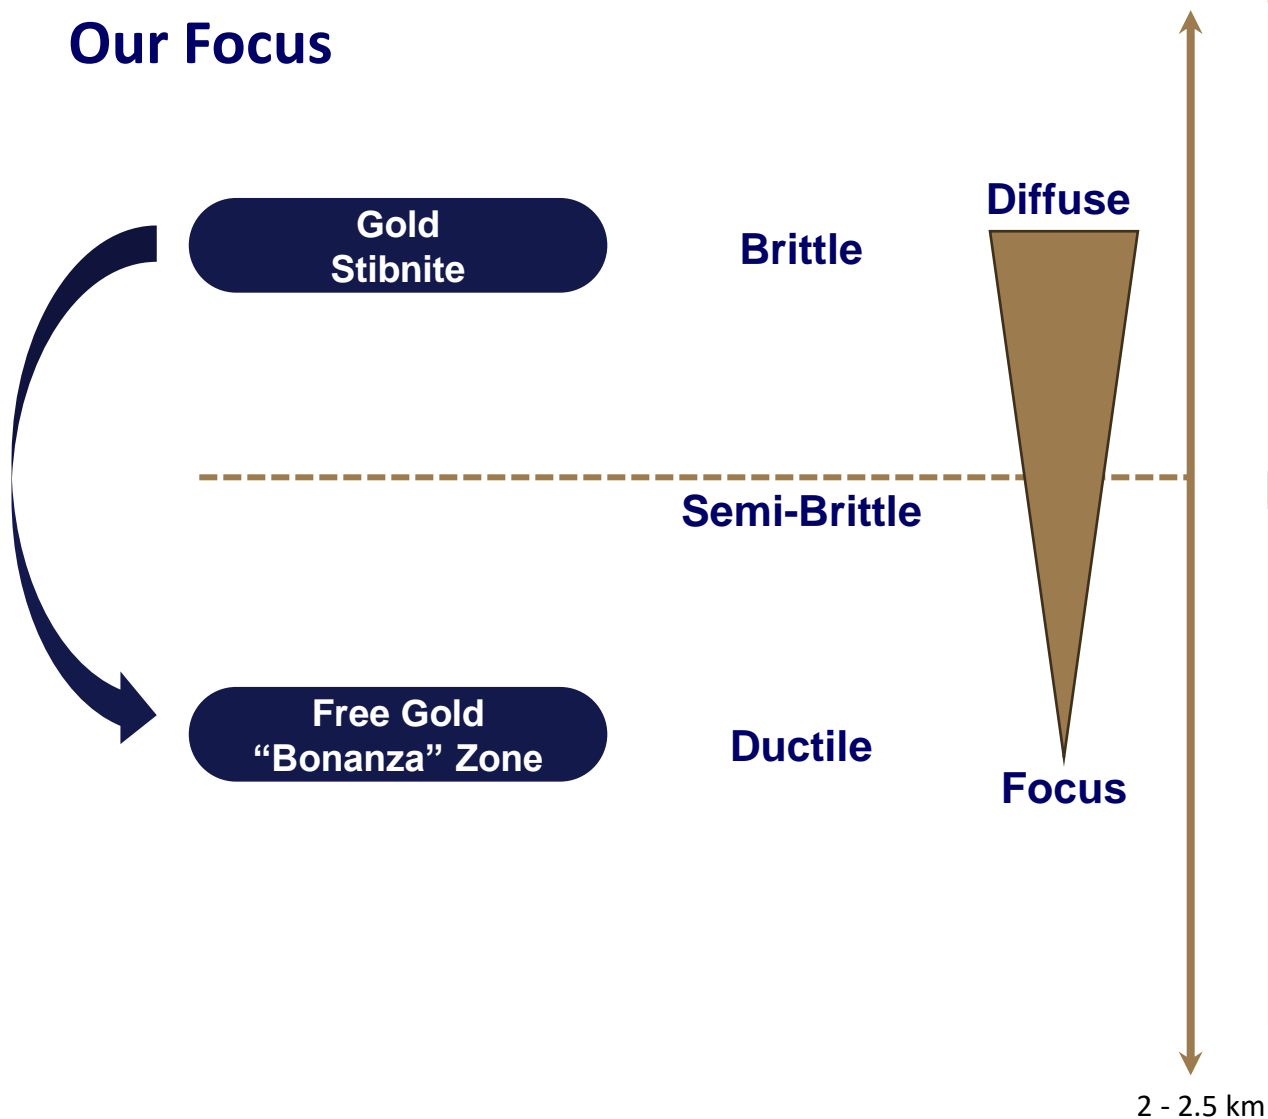 Our Focus
Diffuse
Gold
Stibnite
Brittle
Semi-Brittle
Free Gold
“Bonanza” Zone
Ductile
Focus
2 - 2.5 km